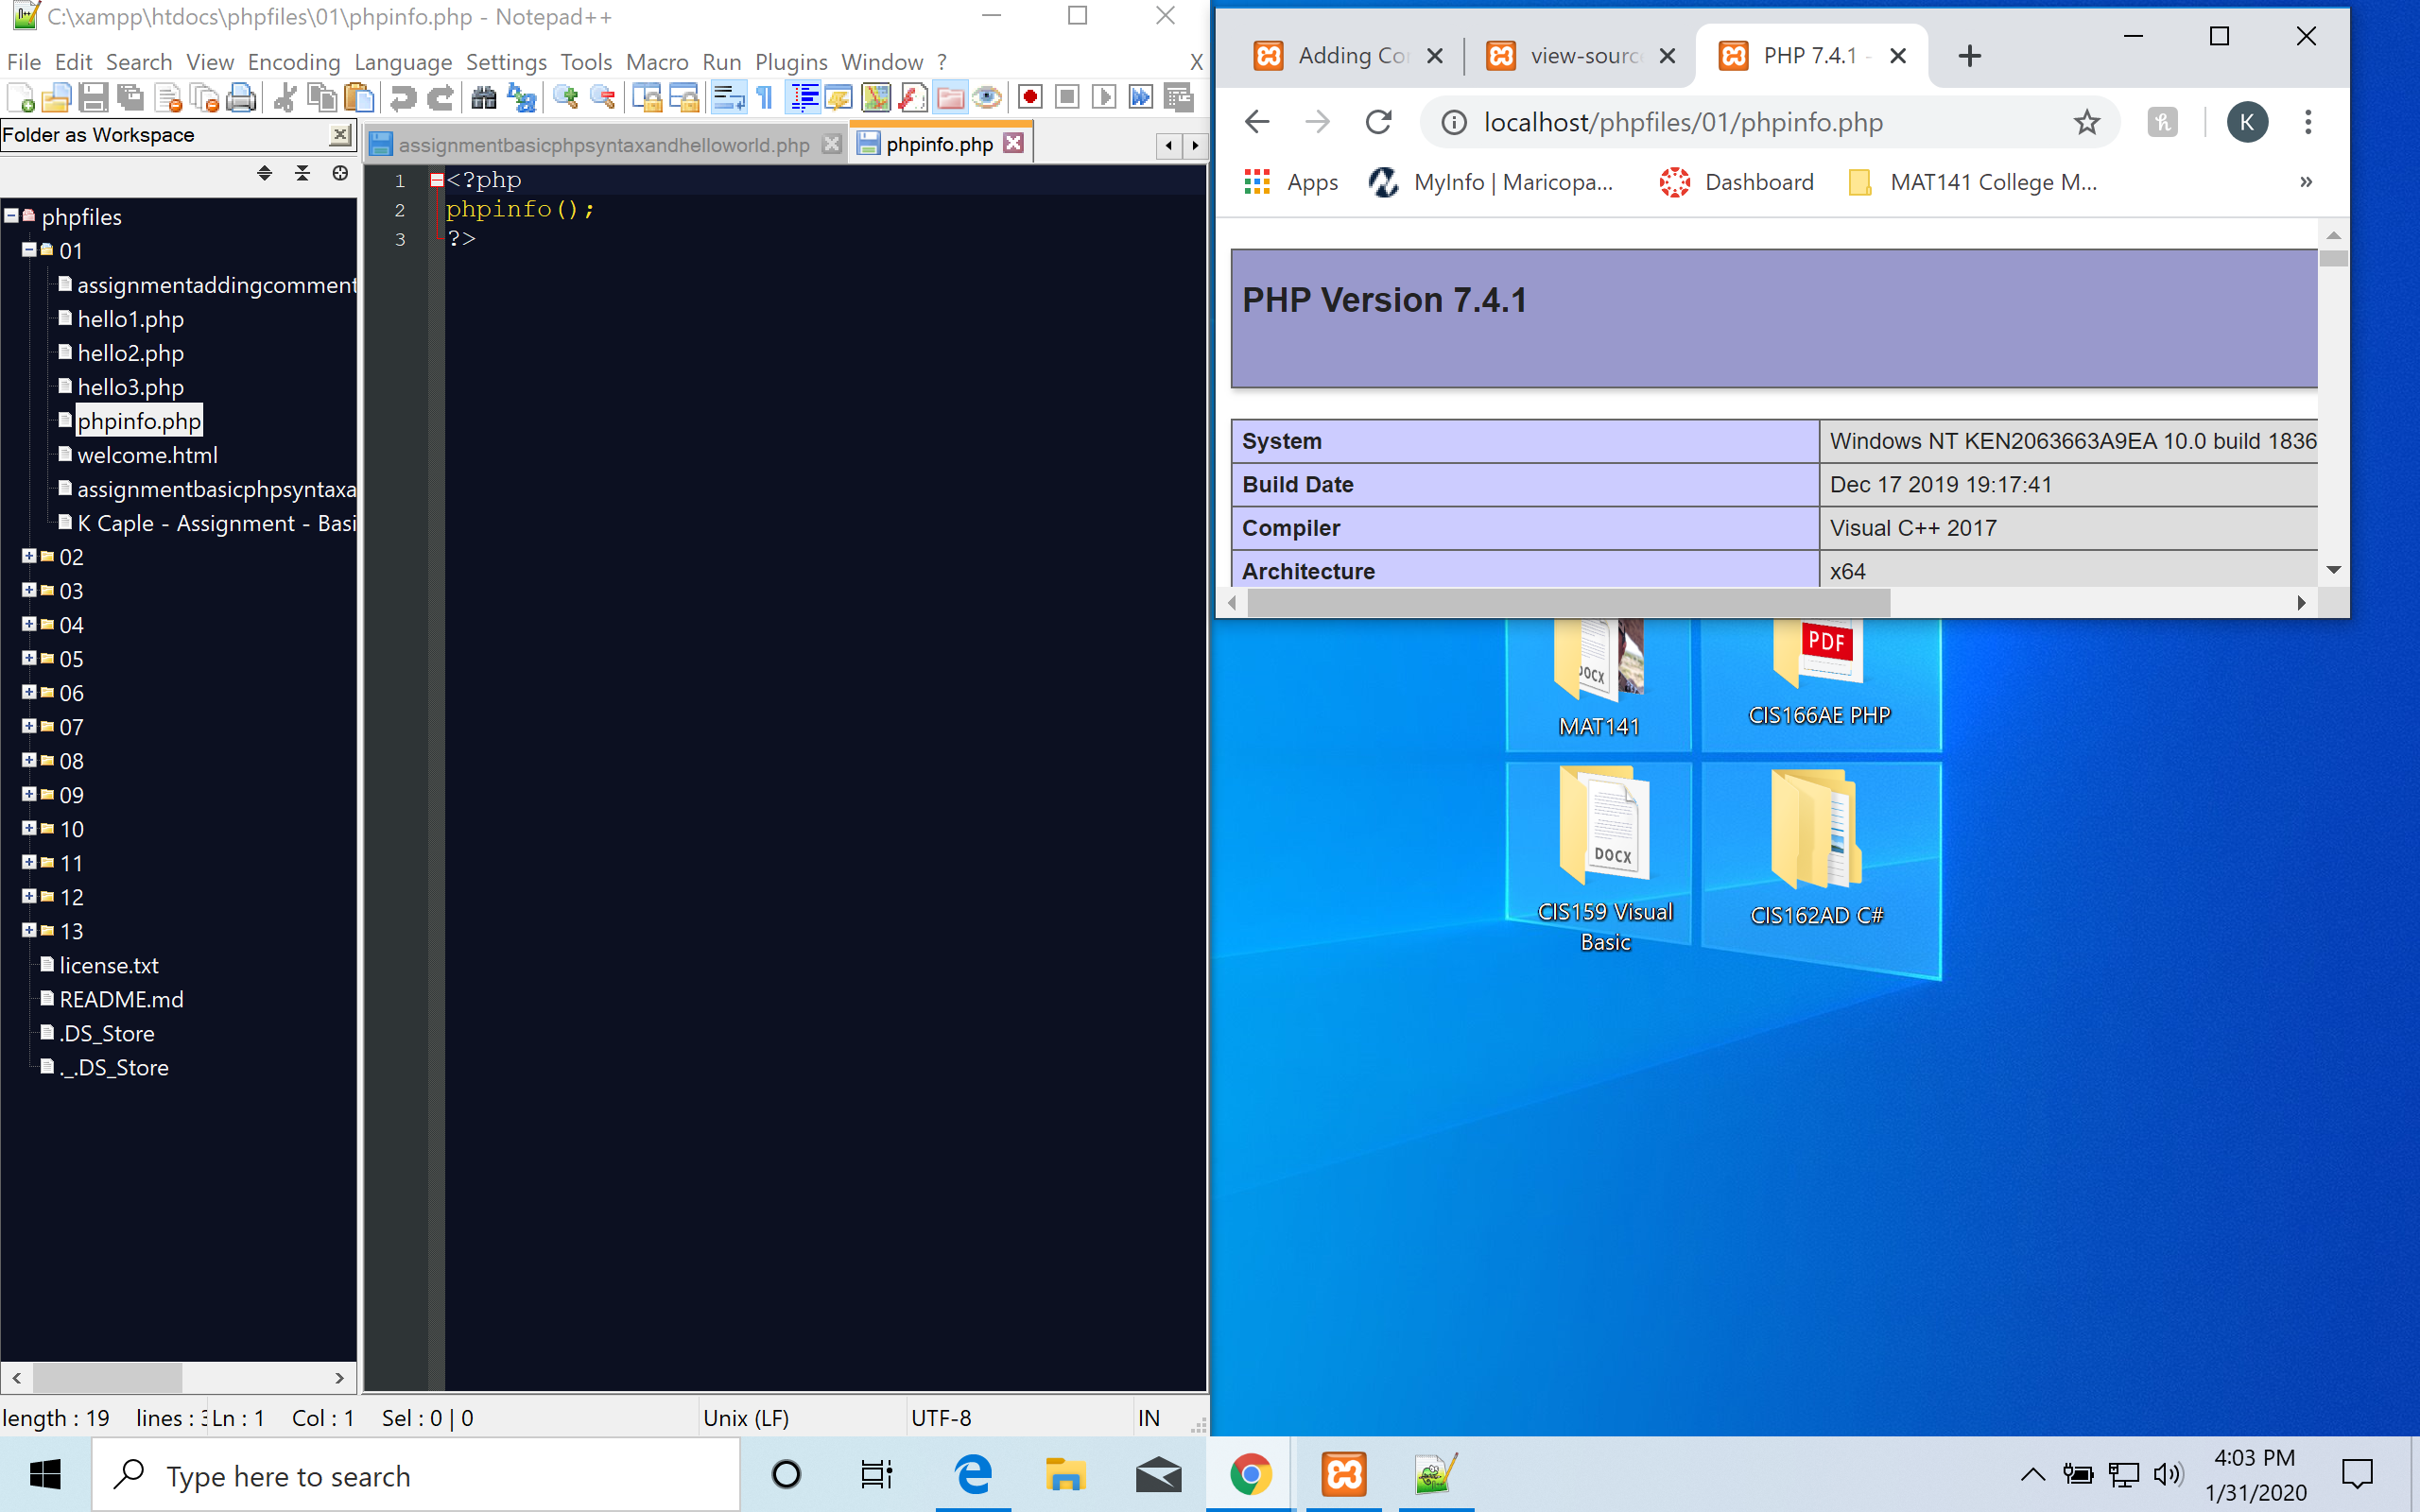 C:\xampp\htdocs\phpfiles\01\phpinfo.php - Notepad++
File Edit Search View Encoding Language Settings Tools Macro Run Plugins Window ? X
Folder as Workspace
phpfiles
01
assignmentaddingcomment
hello1.php
hello2.php
hello3.php
phpinfo.php
welcome.html
assignmentbasicphpsyntaxa
K Caple - Assignment - Basi
02
03
04
05
06
07
08
09
10
11
12
13
license.txt
README.md
.DS_Store
._.DS_Store
assignmentbasicphpsyntaxandhelloworld.php
phpinfo.php
1 <?php
2 phpinfo();
3 ?>
length : 19 lines : 3 Ln : 1 Col : 1 Sel : 0 | 0 Unix (LF) UTF-8 IN
Adding Co
view-sourc
PHP 7.4.1 -
localhost/phpfiles/01/phpinfo.php
K
Apps
MyInfo | Maricopa...
Dashboard
MAT141 College M...
»
PHP Version 7.4.1
System Windows NT KEN2063663A9EA 10.0 build 1836
Build Date Dec 17 2019 19:17:41
Compiler Visual C++ 2017
Architecture x64
DOCX
MAT141
PDF
CIS166AE PHP
DOCX
CIS159 Visual
Basic
CIS162AD C#
Type here to search
4:03 PM
1/31/2020